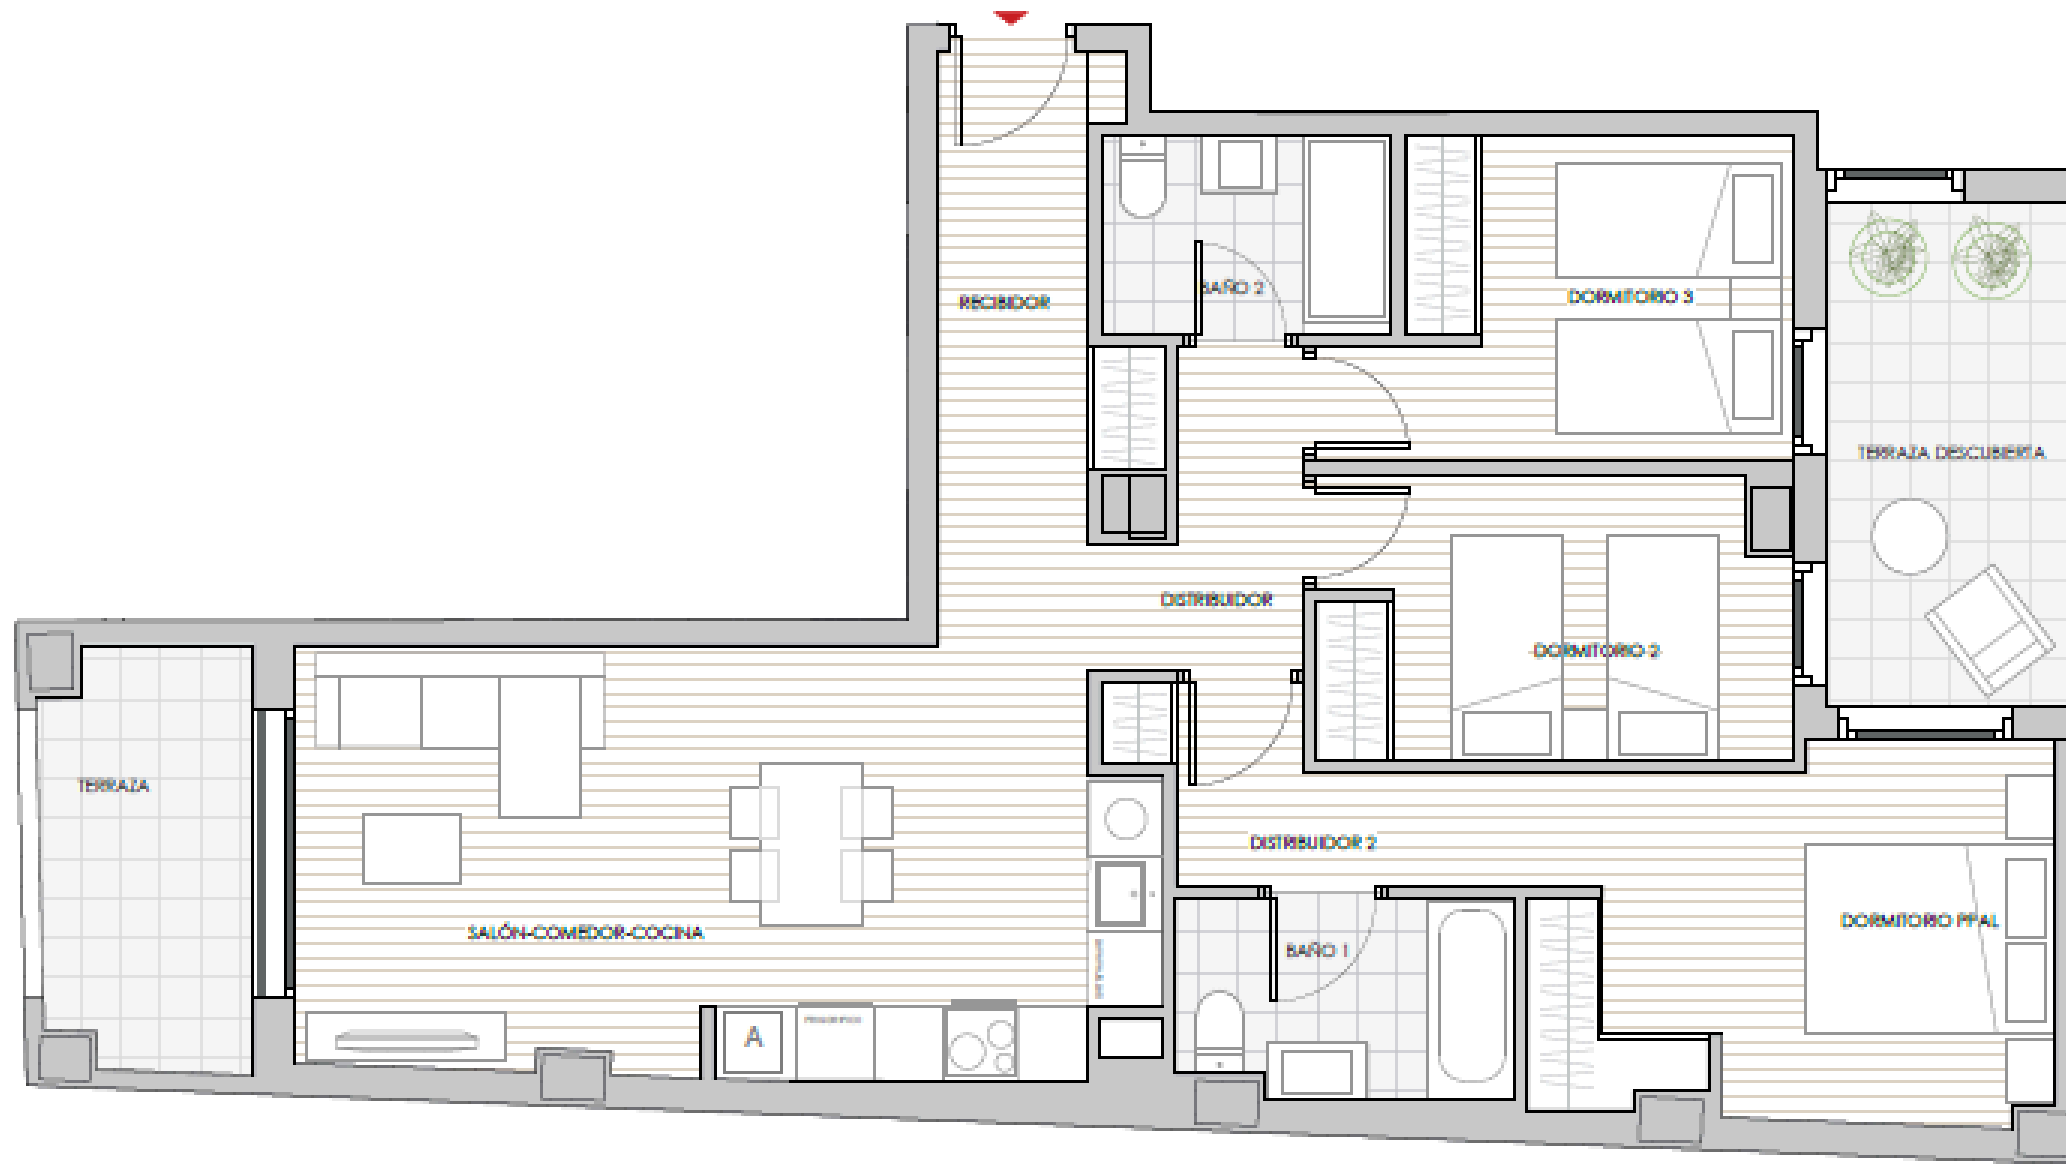 RECIBIDOR
BAÑO 2
DORMITORIO 3
TERRAZA DESCUBIERTA
DISTRIBUIDOR
DORMITORIO 2
TERRAZA
DISTRIBUIDOR 2
SALÓN-COMEDOR-COCINA
BAÑO 1
DORMITORIO PPAL
A